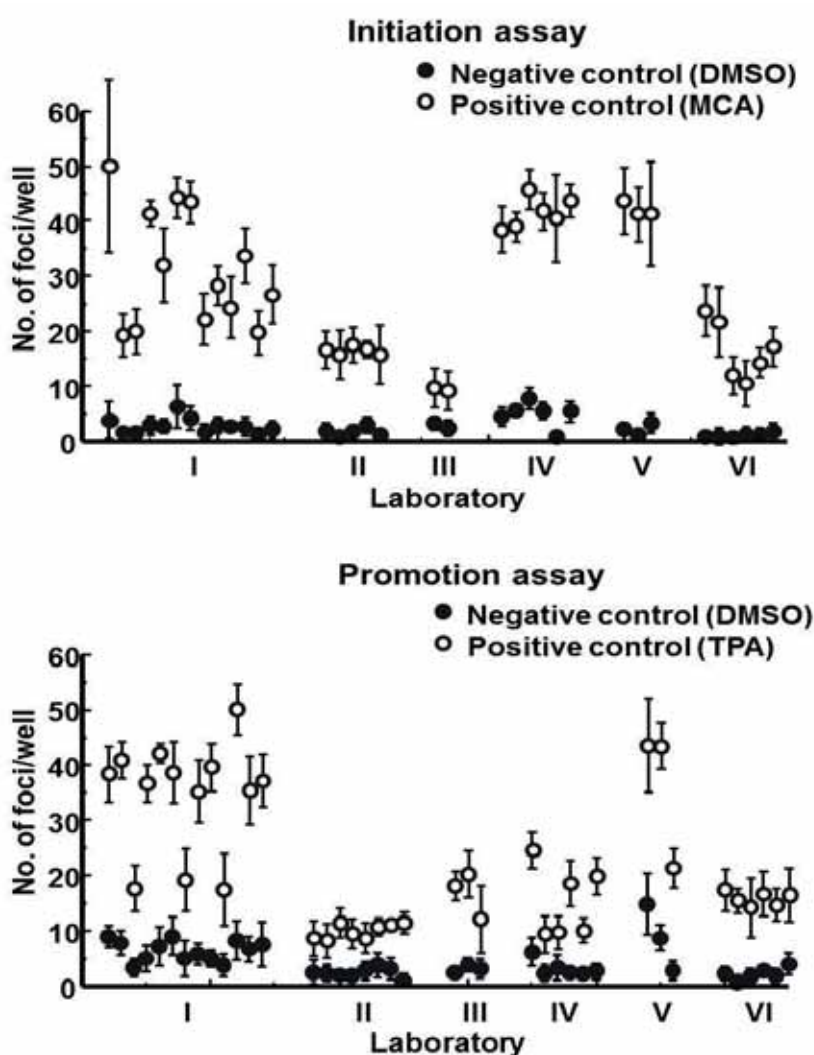 Initiation assay
Negative control (DMSO)
Positive control (MCA)
No. of foci/well
60
50
40
30
20
10
0
I II III IV V VI
Laboratory
Promotion assay
Negative control (DMSO)
Positive control (TPA)
No. of foci/well
60
50
40
30
20
10
0
I II III IV V VI
Laboratory